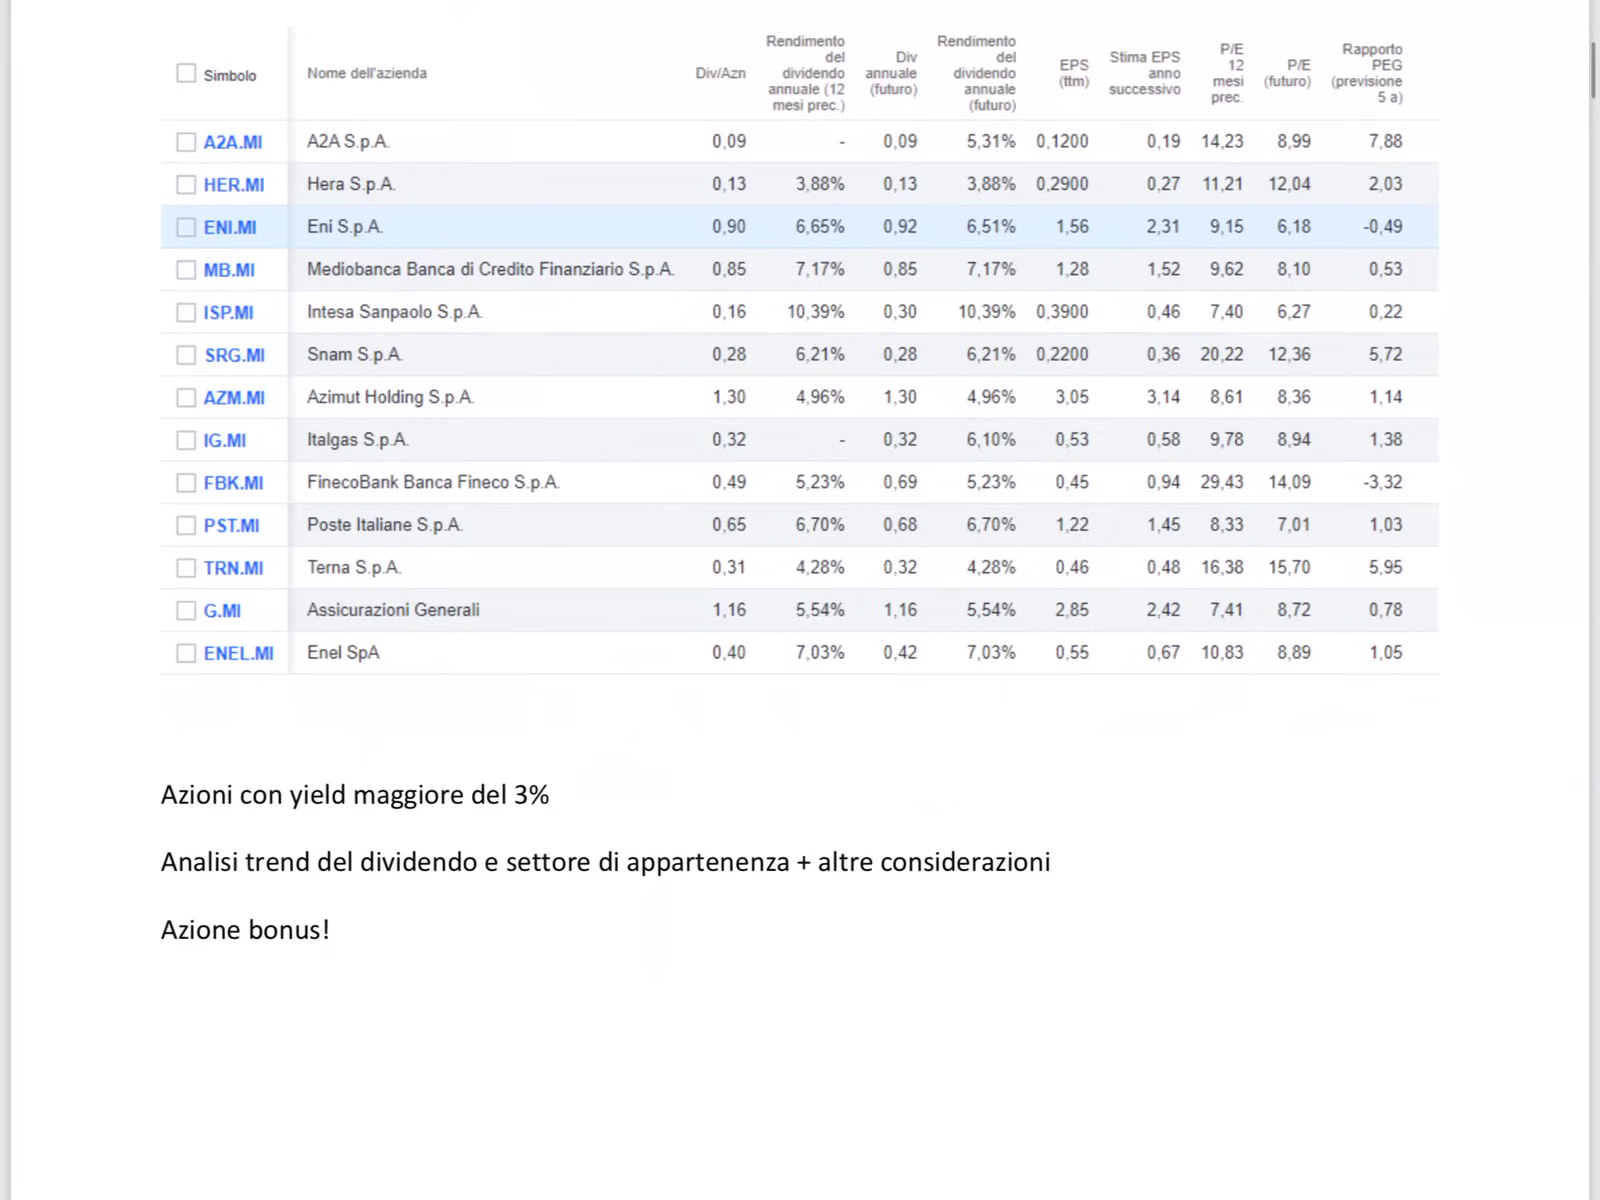 Simbolo Nome dell'azienda Div/Azn Rendimento del dividendo annuale (12 mesi prec.) Div annuale (futuro) Rendimento del dividendo annuale (futuro) EPS (ttm) Stima EPS anno successivo P/E 12 mesi prec. P/E (futuro) Rapporto PEG (previsione 5 a)
A2A.MI A2A S.p.A. 0,09 - 0,09 5,31% 0,1200 0,19 14,23 8,99 7,88
HER.MI Hera S.p.A. 0,13 3,88% 0,13 3,88% 0,2900 0,27 11,21 12,04 2,03
ENI.MI Eni S.p.A. 0,90 6,65% 0,92 6,51% 1,56 2,31 9,15 6,18 -0,49
MB.MI Mediobanca Banca di Credito Finanziario S.p.A. 0,85 7,17% 0,85 7,17% 1,28 1,52 9,62 8,10 0,53
ISP.MI Intesa Sanpaolo S.p.A. 0,16 10,39% 0,30 10,39% 0,3900 0,46 7,40 6,27 0,22
SRG.MI Snam S.p.A. 0,28 6,21% 0,28 6,21% 0,2200 0,36 20,22 12,36 5,72
AZM.MI Azimut Holding S.p.A. 1,30 4,96% 1,30 4,96% 3,05 3,14 8,61 8,36 1,14
IG.MI Italgas S.p.A. 0,32 - 0,32 6,10% 0,53 0,58 9,78 8,94 1,38
FBK.MI FinecoBank Banca Fineco S.p.A. 0,49 5,23% 0,69 5,23% 0,45 0,94 29,43 14,09 -3,32
PST.MI Poste Italiane S.p.A. 0,65 6,70% 0,68 6,70% 1,22 1,45 8,33 7,01 1,03
TRN.MI Terna S.p.A. 0,31 4,28% 0,32 4,28% 0,46 0,48 16,38 15,70 5,95
G.MI Assicurazioni Generali 1,16 5,54% 1,16 5,54% 2,85 2,42 7,41 8,72 0,78
ENEL.MI Enel SpA 0,40 7,03% 0,42 7,03% 0,55 0,67 10,83 8,89 1,05
Azioni con yield maggiore del 3%
Analisi trend del dividendo e settore di appartenenza + altre considerazioni
Azione bonus!